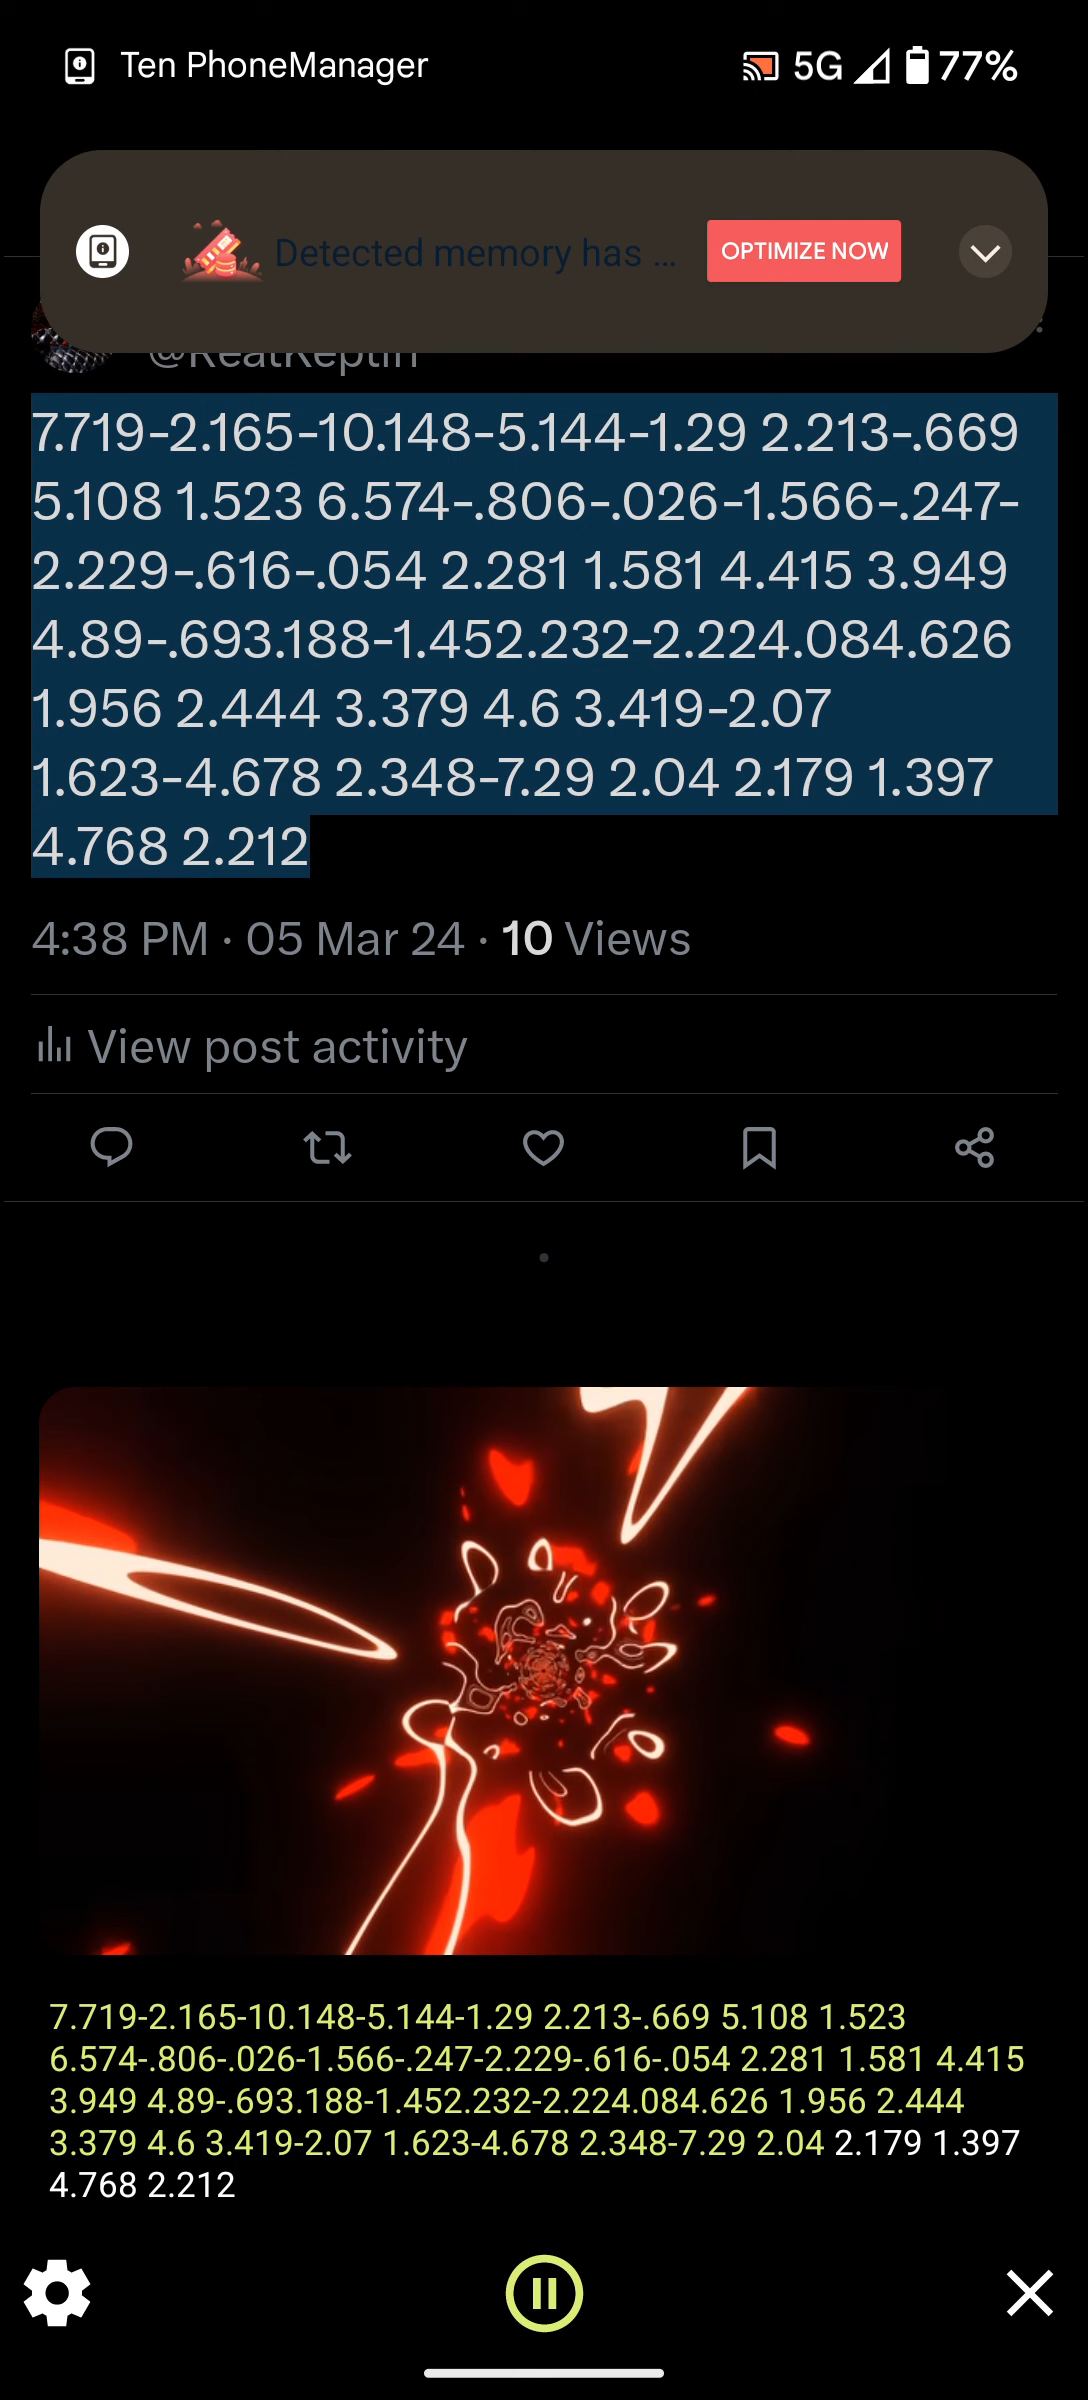 Ten PhoneManager 5G 77%
Detected memory has ... OPTIMIZE NOW
7.719-2.165-10.148-5.144-1.29 2.213-.669
5.108 1.523 6.574-.806-.026-1.566-.247-
2.229-.616-.054 2.281 1.581 4.415 3.949
4.89-.693.188-1.452.232-2.224.084.626
1.956 2.444 3.379 4.6 3.419-2.07
1.623-4.678 2.348-7.29 2.04 2.179 1.397
4.768 2.212
4:38 PM · 05 Mar 24 · 10 Views
View post activity
7.719-2.165-10.148-5.144-1.29 2.213-.669 5.108 1.523
6.574-.806-.026-1.566-.247-2.229-.616-.054 2.281 1.581 4.415
3.949 4.89-.693.188-1.452.232-2.224.084.626 1.956 2.444
3.379 4.6 3.419-2.07 1.623-4.678 2.348-7.29 2.04 2.179 1.397
4.768 2.212